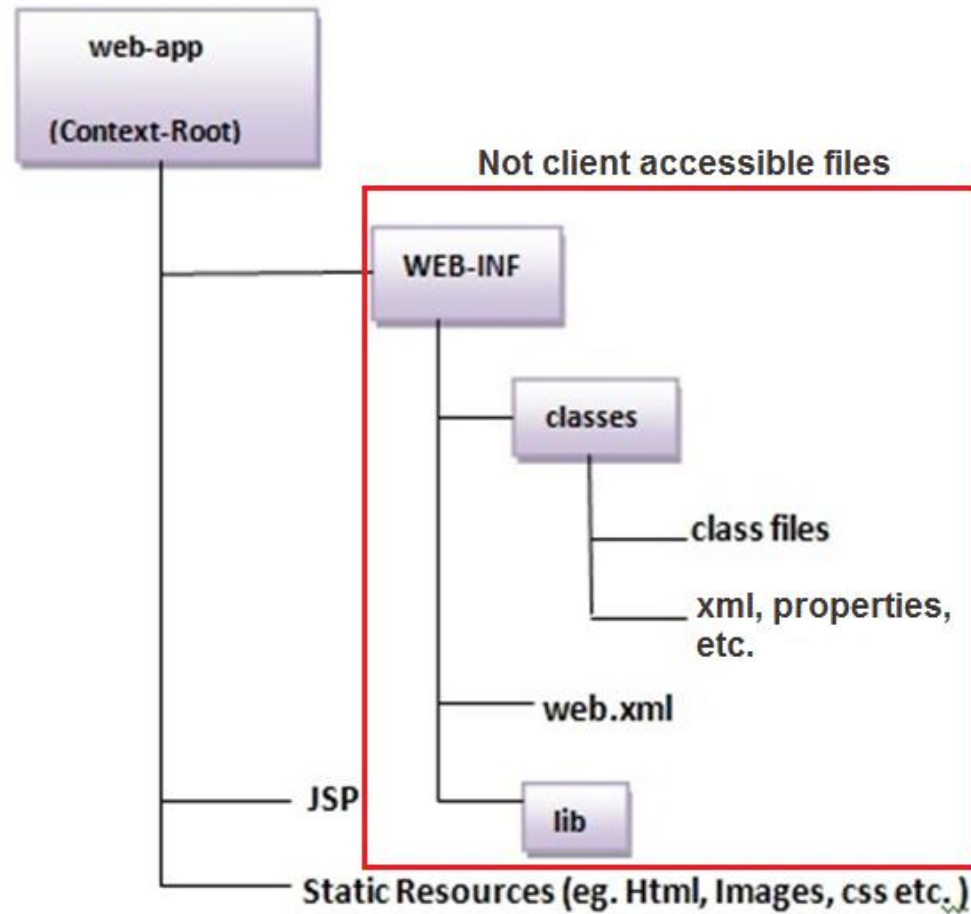 web-app
(Context-Root)
Not client accessible files
WEB-INF
classes
class files
xml, properties,
etc.
web.xml
JSP
lib
Static Resources (eg. Html, Images, css etc. )